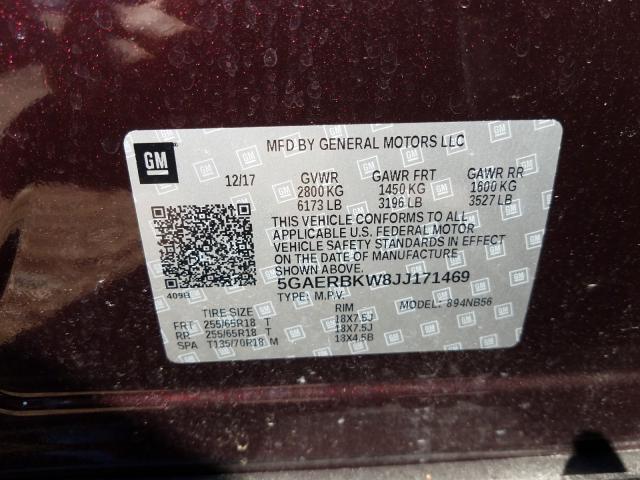 GM
MFD BY GENERAL MOTORS LLC
12/17 GVWR GAWR FRT GAWR RR
2800 KG 1450 KG 1600 KG
6173 LB 3196 LB 3527 LB
THIS VEHICLE CONFORMS TO ALL
APPLICABLE U.S. FEDERAL MOTOR
VEHICLE SAFETY STANDARDS IN EFFECT
ON THE DATE OF MANUFACTURE
SHOWN ABOVE.
409B 5GAERBKW8JJ171469
TYPE: M.P.V. MODEL: 894NB56
TIRE SIZE RIM
FRT 255/65R18 T 18X7.5J
RR 255/65R18 T 18X7.5J
SPA T135/70R18 M 18X4.5B